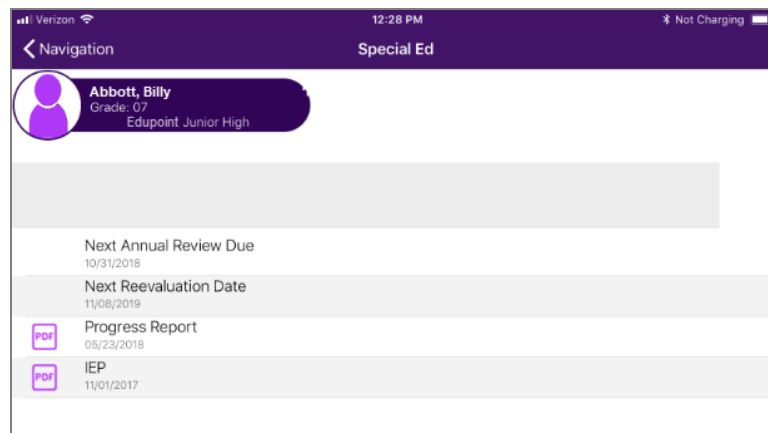 Verizon 12:28 PM Not Charging
Navigation Special Ed
Abbott, Billy
Grade: 07
Edupoint Junior High
Next Annual Review Due
10/31/2018
Next Reevaluation Date
11/08/2019
PDF Progress Report
05/23/2018
PDF IEP
11/01/2017